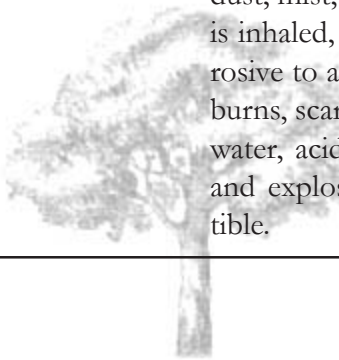 dust, mist,
is inhaled,
rosive to a
burns, scar
water, acid
and explos
tible.